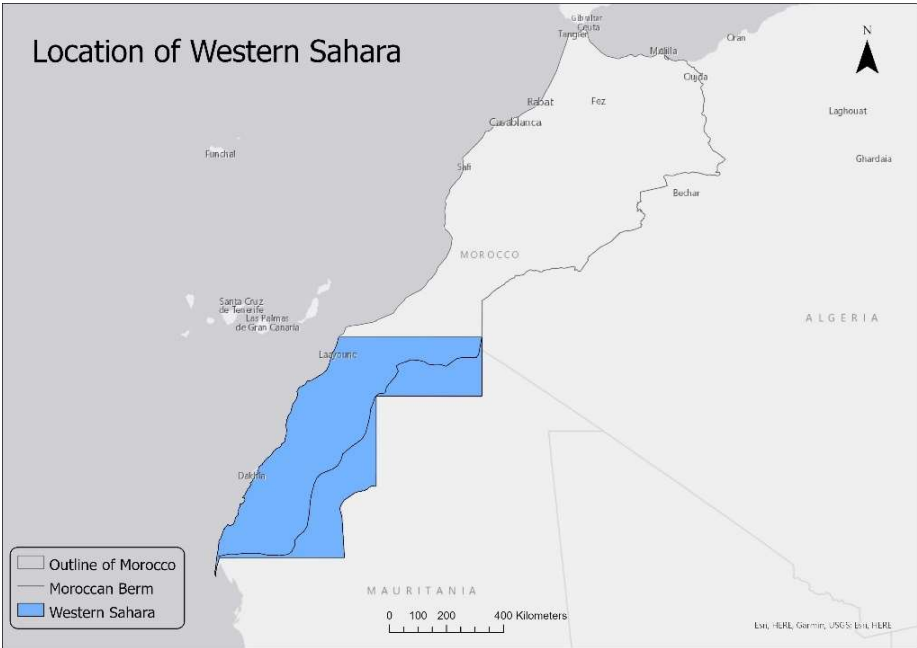 Location of Western Sahara
N
Gibraltar
Ceuta
Tangier
Oran
Melilla
Oujda
Rabat
Fez
Laghouat
Casablanca
Funchal
Ghardaia
Safi
Bechar
MOROCCO
Santa Cruz
de Tenerife
Las Palmas
de Gran Canaria
ALGERIA
Laayoune
Dakhla
Outline of Morocco
Moroccan Berm
Western Sahara
MAURITANIA
0 100 200 400 Kilometers
Esri, HERE, Garmin, USGS; Esri, HERE